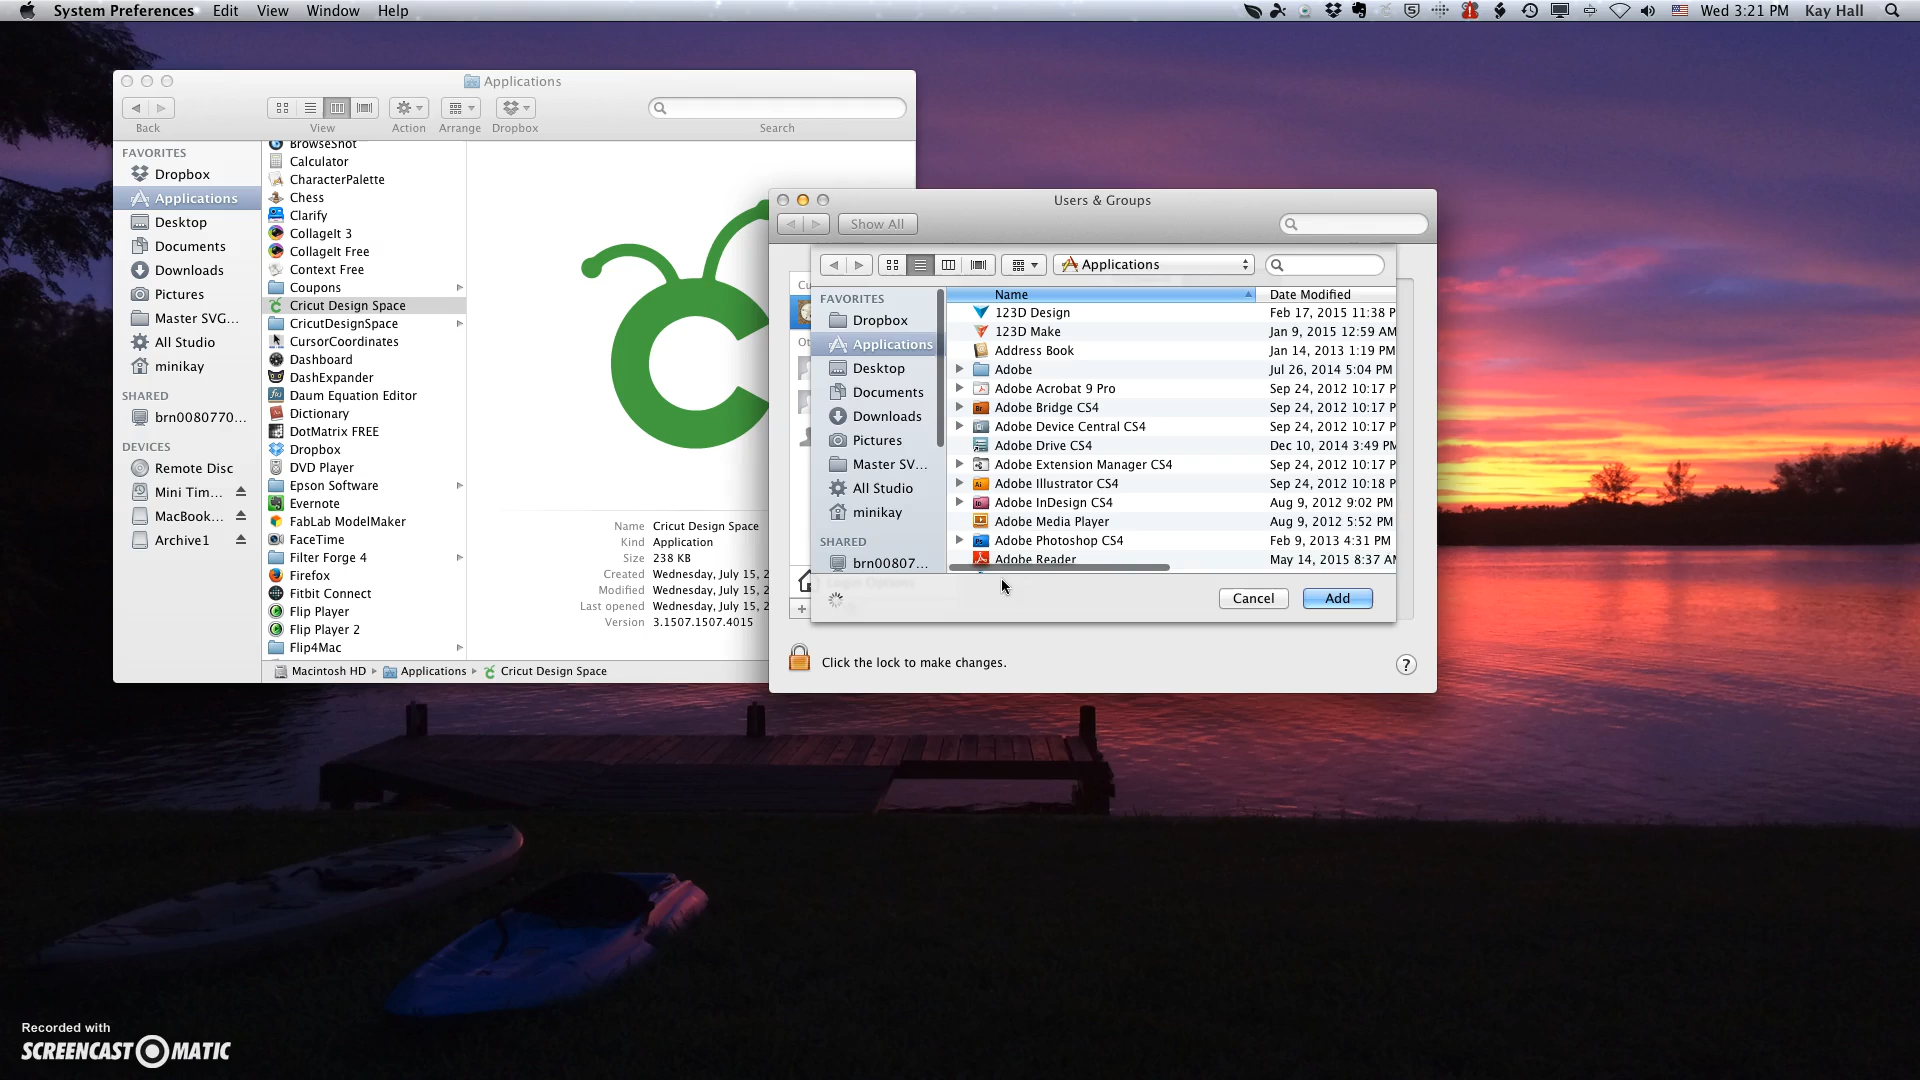 System Preferences Edit View Window Help
Wed 3:21 PM Kay Hall
Applications
Back View Action Arrange Dropbox Search
FAVORITES
Dropbox
Applications
Desktop
Documents
Downloads
Pictures
Master SVG...
All Studio
minikay
SHARED
brn0080770...
DEVICES
Remote Disc
Mini Tim...
MacBook...
Archive1
BrowseShot
Calculator
CharacterPalette
Chess
Clarify
CollageIt 3
CollageIt Free
Context Free
Coupons
Cricut Design Space
CricutDesignSpace
CursorCoordinates
Dashboard
DashExpander
Daum Equation Editor
Dictionary
DotMatrix FREE
Dropbox
DVD Player
Epson Software
Evernote
FabLab ModelMaker
FaceTime
Filter Forge 4
Firefox
Fitbit Connect
Flip Player
Flip Player 2
Flip4Mac
Name Cricut Design Space
Kind Application
Size 238 KB
Created Wednesday, July 15, 2
Modified Wednesday, July 15, 2
Last opened Wednesday, July 15, 2
Version 3.1507.1507.4015
Macintosh HD Applications Cricut Design Space
Users & Groups
Show All
Applications
FAVORITES
Dropbox
Applications
Desktop
Documents
Downloads
Pictures
Master SV...
All Studio
minikay
SHARED
brn00807...
Name Date Modified
123D Design Feb 17, 2015 11:38 P
123D Make Jan 9, 2015 12:59 AM
Address Book Jan 14, 2013 1:19 PM
Adobe Jul 26, 2014 5:04 PM
Adobe Acrobat 9 Pro Sep 24, 2012 10:17 P
Adobe Bridge CS4 Sep 24, 2012 10:17 P
Adobe Device Central CS4 Sep 24, 2012 10:17 P
Adobe Drive CS4 Dec 10, 2014 3:49 PM
Adobe Extension Manager CS4 Sep 24, 2012 10:17 P
Adobe Illustrator CS4 Sep 24, 2012 10:18 P
Adobe InDesign CS4 Aug 9, 2012 9:02 PM
Adobe Media Player Aug 9, 2012 5:52 PM
Adobe Photoshop CS4 Feb 9, 2013 4:31 PM
Adobe Reader May 14, 2015 8:37 AM
Cancel Add
Click the lock to make changes.
?
Recorded with
SCREENCAST O MATIC